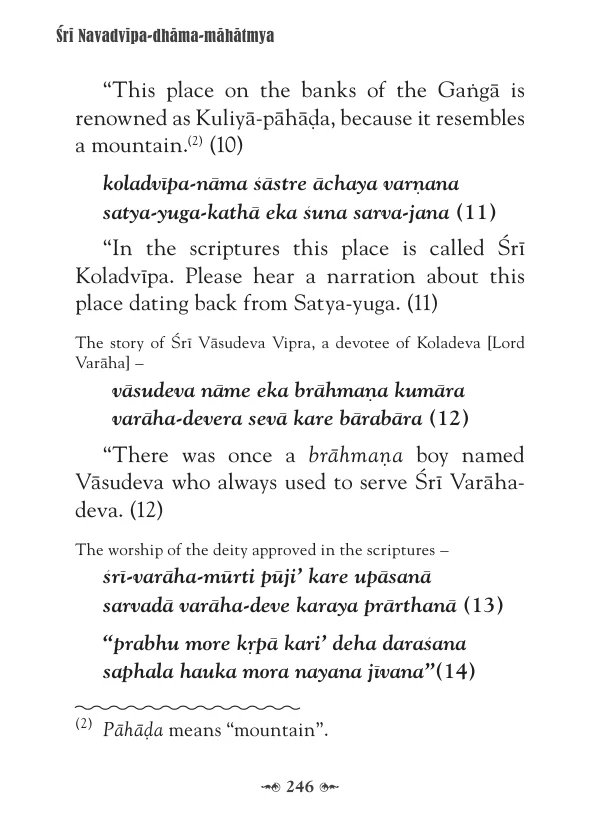 Śrī Navadvīpa-dhāma-māhātmya
“This place on the banks of the Gaṅgā is
renowned as Kuliyā-pāhāḍa, because it resembles
a mountain.(2) (10)
koladvīpa-nāma śāstre āchaya varṇana
satya-yuga-kathā eka śuna sarva-jana (11)
“In the scriptures this place is called Śrī
Koladvīpa. Please hear a narration about this
place dating back from Satya-yuga. (11)
The story of Śrī Vāsudeva Vipra, a devotee of Koladeva [Lord
Varāha] –
vāsudeva nāme eka brāhmaṇa kumāra
varāha-devera sevā kare bārabāra (12)
“There was once a brāhmaṇa boy named
Vāsudeva who always used to serve Śrī Varāha-
deva. (12)
The worship of the deity approved in the scriptures –
śrī-varāha-mūrti pūji’ kare upāsanā
sarvadā varāha-deve karaya prārthanā (13)
“prabhu more kṛpā kari’ deha daraśana
saphala hauka mora nayana jīvana”(14)
(2) Pāhāḍa means “mountain”.
246